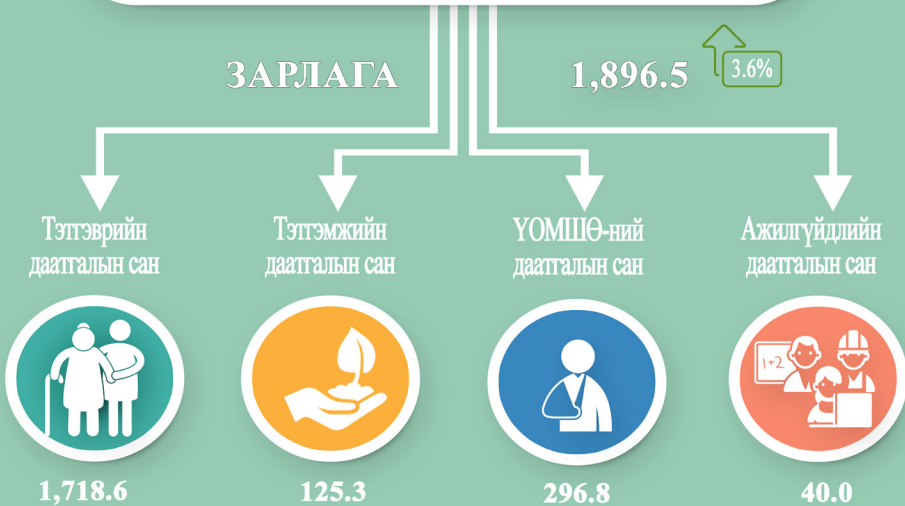 ЗАРЛАГА 1,896.5 3.6%
Тэтгэврийн
даатгалын сан
Тэтгэмжийн
даатгалын сан
ҮОМШӨ-ний
даатгалын сан
Ажилгүйдлийн
даатгалын сан
1+2
1,718.6
125.3
296.8
40.0